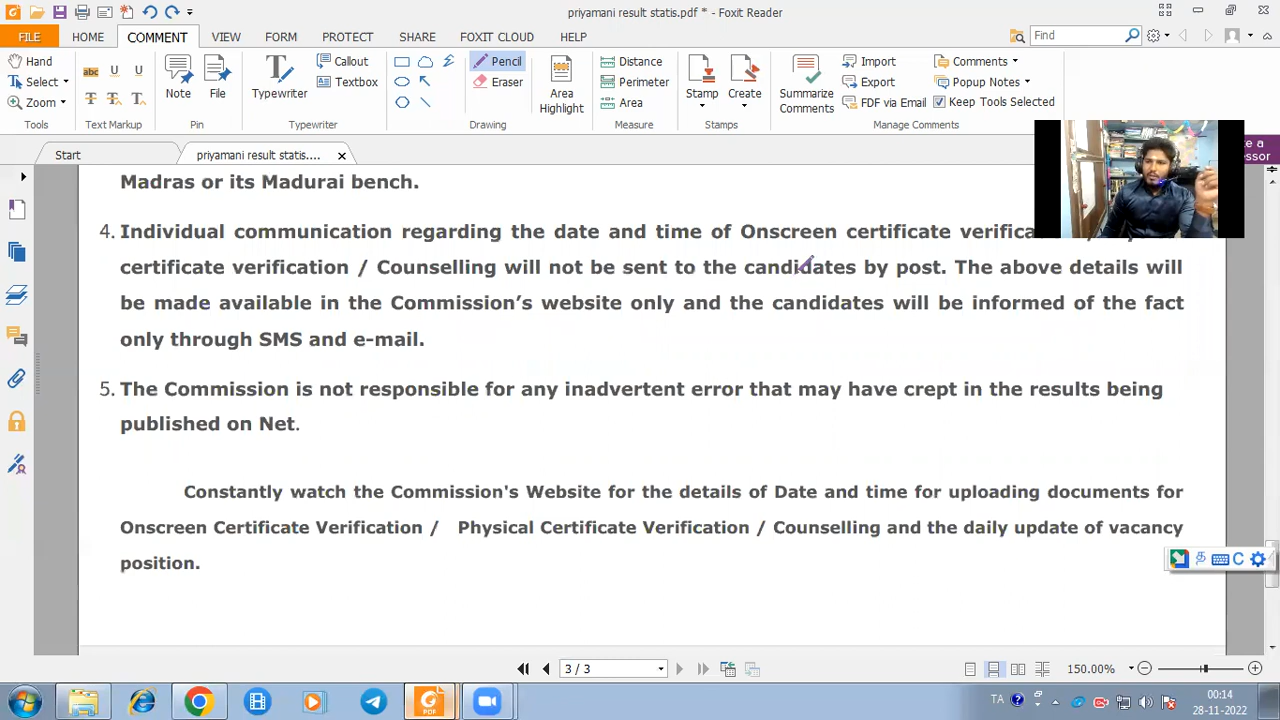 priyamani result statis.pdf * - Foxit Reader
FILE HOME COMMENT VIEW FORM PROTECT SHARE FOXIT CLOUD HELP
Find
Hand
Select
Zoom
Tools
Text Markup
Note
File
Pin
Typewriter
Callout
Textbox
Typewriter
Pencil
Eraser
Drawing
Area
Highlight
Distance
Perimeter
Area
Measure
Stamp
Create
Stamps
Summarize
Comments
Import
Export
FDF via Email
Comments
Popup Notes
Keep Tools Selected
Manage Comments
Start
priyamani result statis....
Madras or its Madurai bench.
4. Individual communication regarding the date and time of Onscreen certificate
certificate verification / Counselling will not be sent to the candidates by post. The above details will
be made available in the Commission's website only and the candidates will be informed of the fact
only through SMS and e-mail.
5. The Commission is not responsible for any inadvertent error that may have crept in the results being
published on Net.
Constantly watch the Commission's Website for the details of Date and time for uploading documents for
Onscreen Certificate Verification / Physical Certificate Verification / Counselling and the daily update of vacancy
position.
3 / 3
150.00%
TA
00:14
28-11-2022